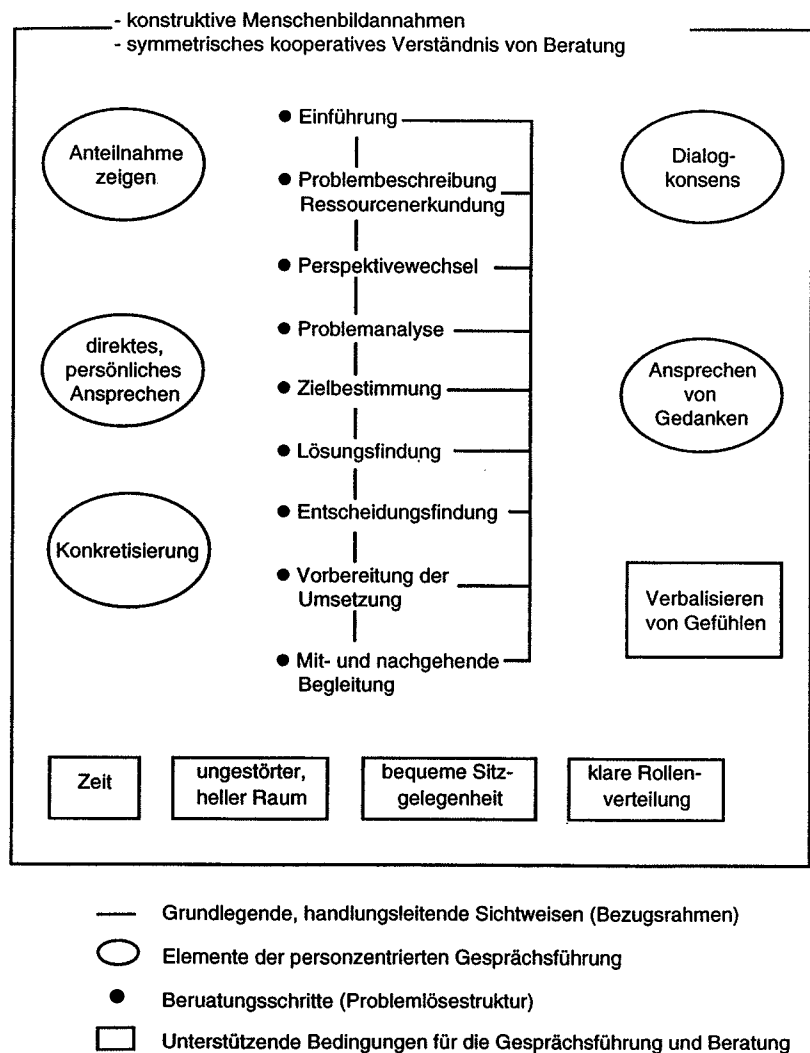 - konstruktive Menschenbildannahmen
- symmetrisches kooperatives Verständnis von Beratung
Anteilnahme
zeigen
direktes,
persönliches
Ansprechen
Konkretisierung
● Einführung
● Problembeschreibung
Ressourcenerkundung
● Perspektivewechsel
● Problemanalyse
● Zielbestimmung
● Lösungsfindung
● Entscheidungsfindung
● Vorbereitung der
Umsetzung
● Mit- und nachgehende
Begleitung
Dialog-
konsens
Ansprechen
von
Gedanken
Verbalisieren
von Gefühlen
Zeit
ungestörter,
heller Raum
bequeme Sitz-
gelegenheit
klare Rollen-
verteilung
Grundlegende, handlungsleitende Sichtweisen (Bezugsrahmen)
Elemente der personzentrierten Gesprächsführung
Beruatungsschritte (Problemlösestruktur)
Unterstützende Bedingungen für die Gesprächsführung und Beratung